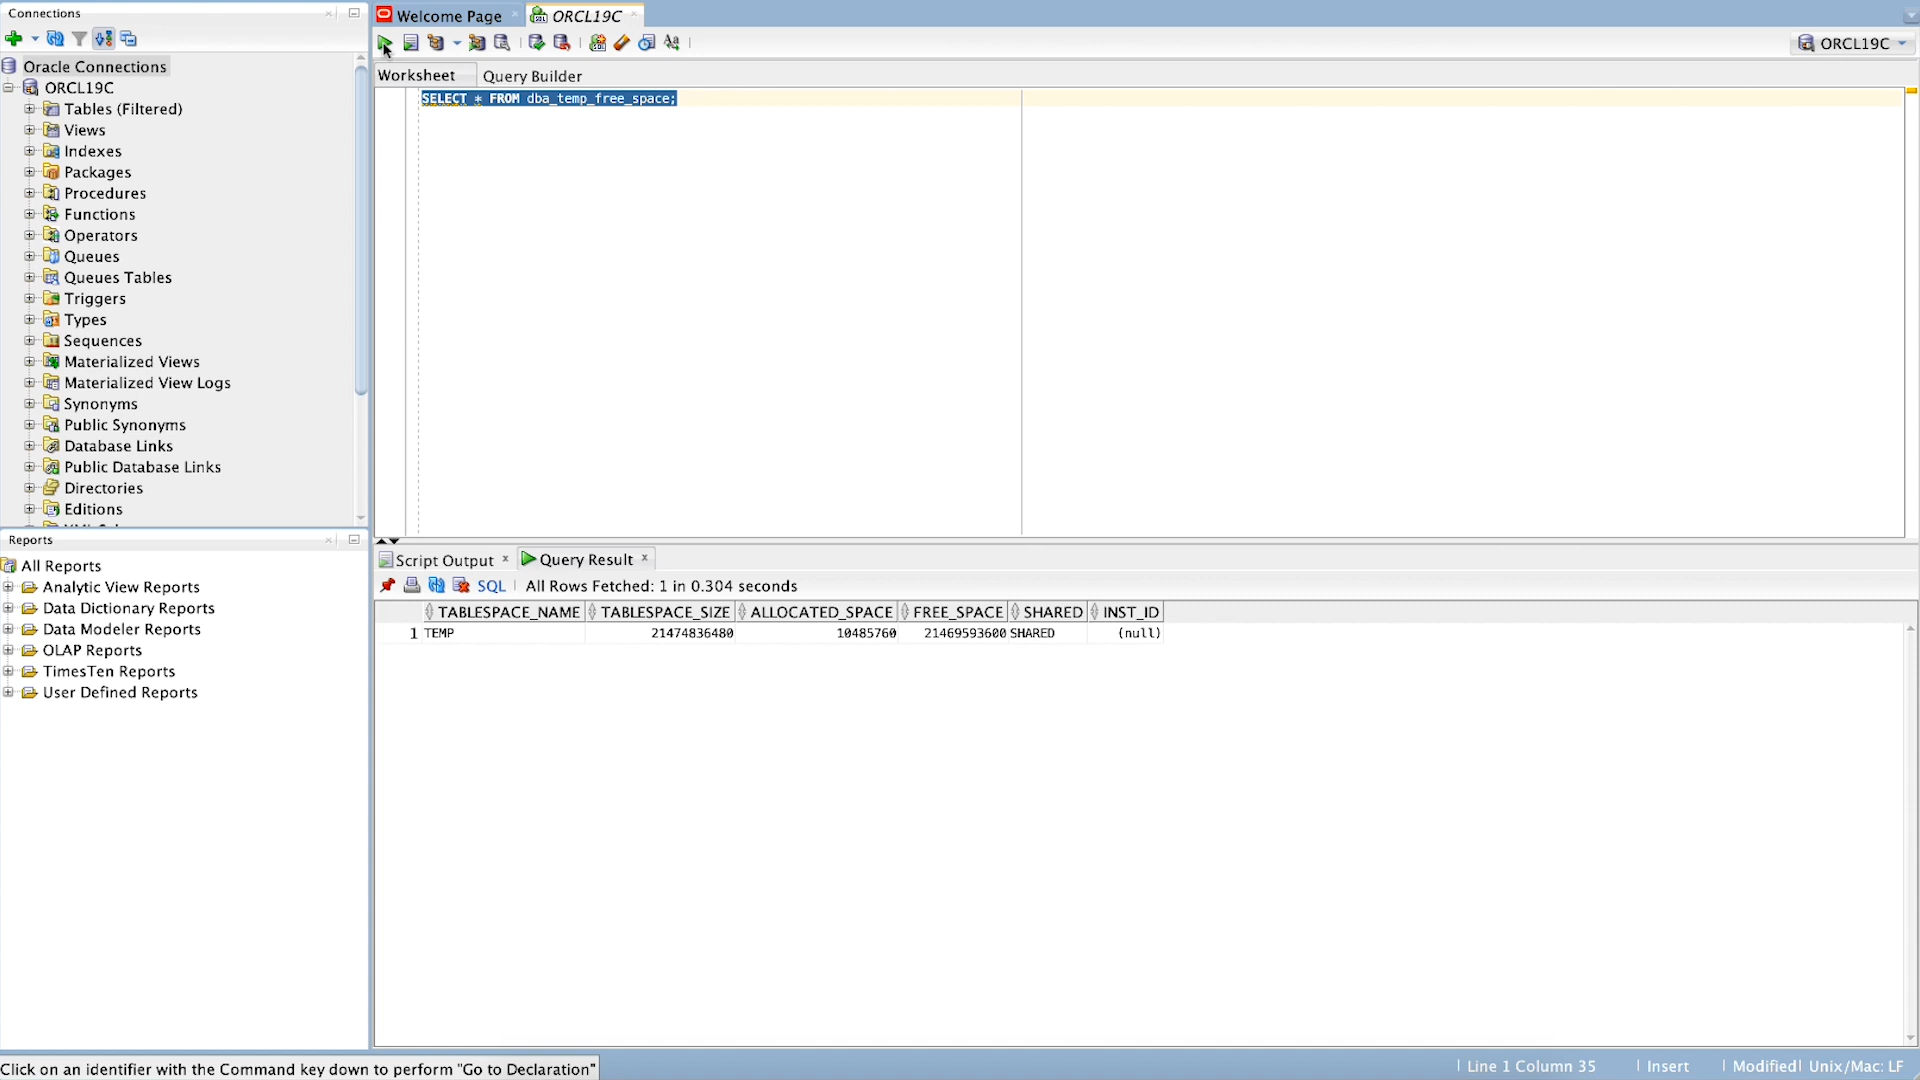 Connections
Oracle Connections
ORCL19C
Tables (Filtered)
Views
Indexes
Packages
Procedures
Functions
Operators
Queues
Queues Tables
Triggers
Types
Sequences
Materialized Views
Materialized View Logs
Synonyms
Public Synonyms
Database Links
Public Database Links
Directories
Editions
Reports
All Reports
Analytic View Reports
Data Dictionary Reports
Data Modeler Reports
OLAP Reports
TimesTen Reports
User Defined Reports
Welcome Page
ORCL19C
ORCL19C
Worksheet
Query Builder
SELECT * FROM dba_temp_free_space;
Script Output
Query Result
SQL
All Rows Fetched: 1 in 0.304 seconds
TABLESPACE_NAME TABLESPACE_SIZE ALLOCATED_SPACE FREE_SPACE SHARED INST_ID
1 TEMP 21474836480 10485760 21469593600 SHARED (null)
Click on an identifier with the Command key down to perform "Go to Declaration"
Line 1 Column 35
Insert
Modified
Unix/Mac: LF